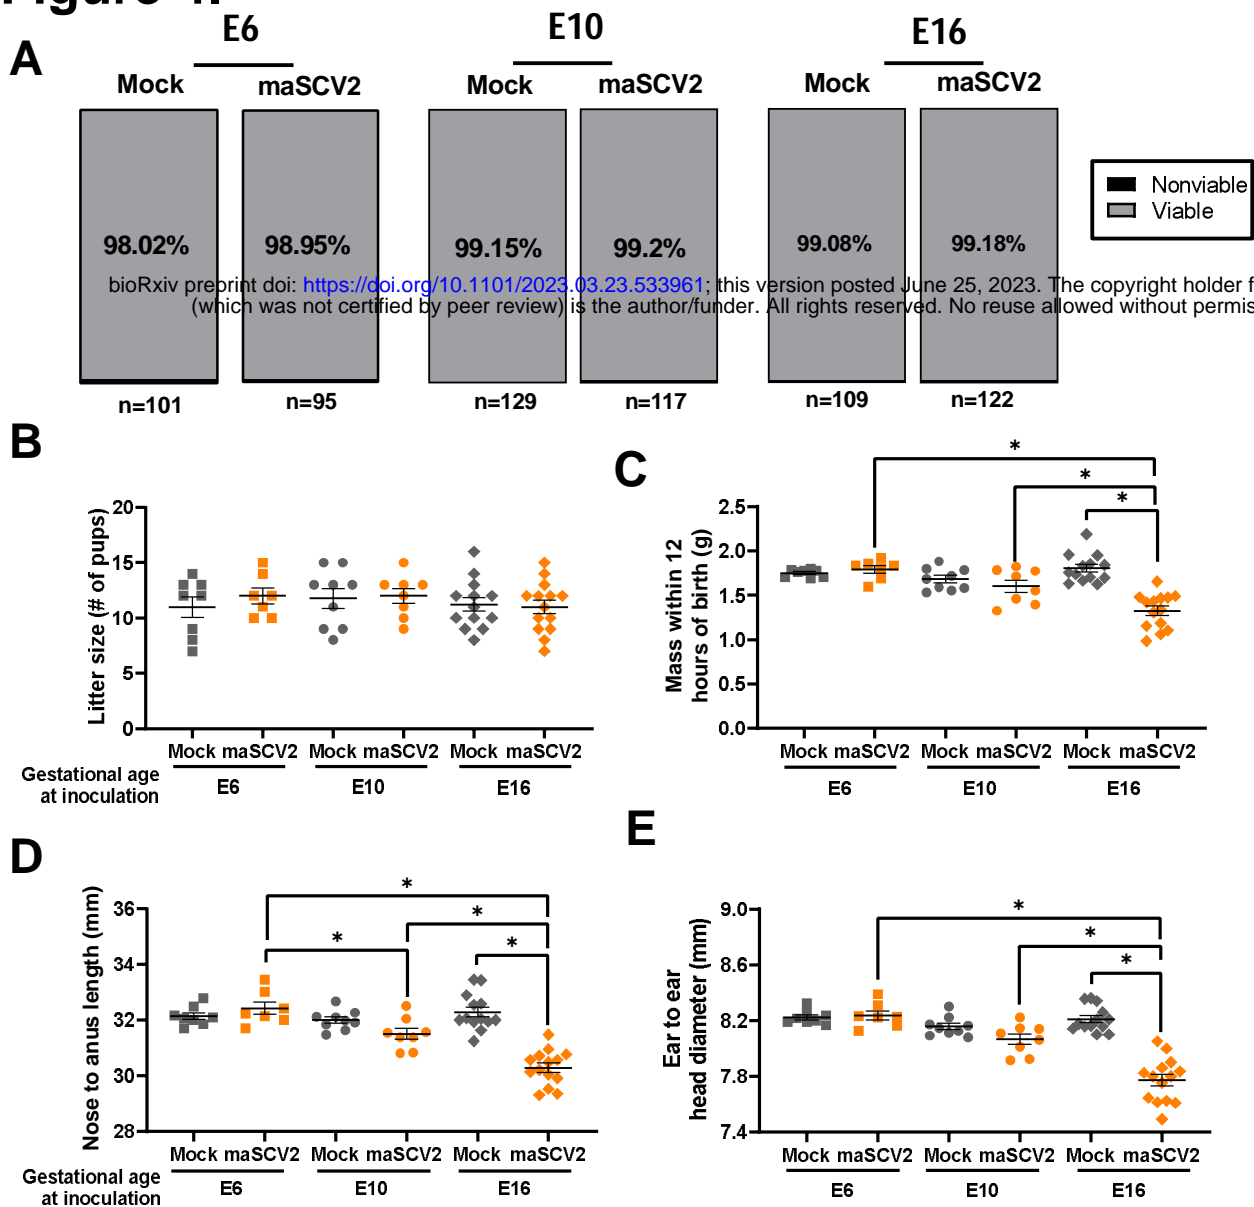 Figure 4.
A
E6
E10
E16
Mock
maSCV2
Mock
maSCV2
Mock
maSCV2
98.02%
98.95%
99.15%
99.2%
99.08%
99.18%
Nonviable
Viable
bioRxiv preprint doi: https://doi.org/10.1101/2023.03.23.533961; this version posted June 25, 2023. The copyright holder f
(which was not certified by peer review) is the author/funder. All rights reserved. No reuse allowed without permis
n=101
n=95
n=129
n=117
n=109
n=122
B
Litter size (# of pups)
20
15
10
5
0
Mock maSCV2 Mock maSCV2 Mock maSCV2
Gestational age
at inoculation
E6
E10
E16
C
Mass within 12
hours of birth (g)
2.5
2.0
1.5
1.0
0.5
0.0
*
*
*
Mock maSCV2 Mock maSCV2 Mock maSCV2
E6
E10
E16
D
Nose to anus length (mm)
36
34
32
30
28
*
*
*
*
Mock maSCV2 Mock maSCV2 Mock maSCV2
Gestational age
at inoculation
E6
E10
E16
E
Ear to ear
head diameter (mm)
9.0
8.6
8.2
7.8
7.4
*
*
*
Mock maSCV2 Mock maSCV2 Mock maSCV2
E6
E10
E16